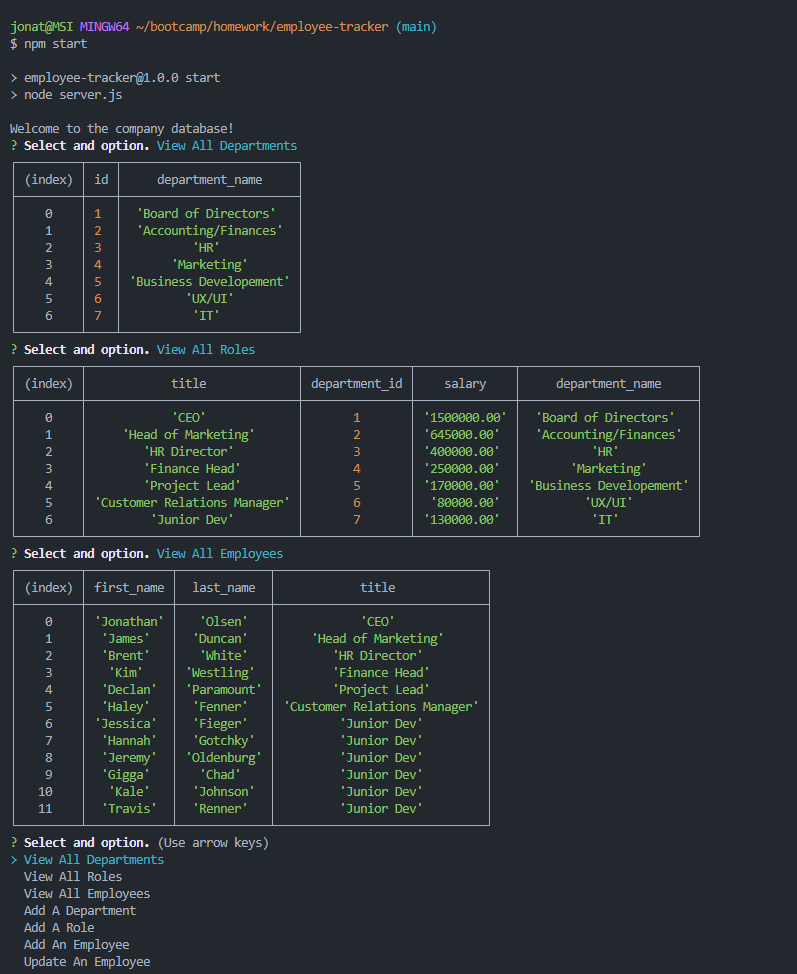 jonat@MSI MINGW64 ~/bootcamp/homework/employee-tracker (main)
$ npm start
> employee-tracker@1.0.0 start
> node server.js
Welcome to the company database!
? Select and option. View All Departments
(index) id department_name
0 1 'Board of Directors'
1 2 'Accounting/Finances'
2 3 'HR'
3 4 'Marketing'
4 5 'Business Developement'
5 6 'UX/UI'
6 7 'IT'
? Select and option. View All Roles
(index) title department_id salary department_name
0 'CEO' 1 '1500000.00' 'Board of Directors'
1 'Head of Marketing' 2 '645000.00' 'Accounting/Finances'
2 'HR Director' 3 '400000.00' 'HR'
3 'Finance Head' 4 '250000.00' 'Marketing'
4 'Project Lead' 5 '170000.00' 'Business Developement'
5 'Customer Relations Manager' 6 '80000.00' 'UX/UI'
6 'Junior Dev' 7 '130000.00' 'IT'
? Select and option. View All Employees
(index) first_name last_name title
0 'Jonathan' 'Olsen' 'CEO'
1 'James' 'Duncan' 'Head of Marketing'
2 'Brent' 'White' 'HR Director'
3 'Kim' 'Westling' 'Finance Head'
4 'Declan' 'Paramount' 'Project Lead'
5 'Haley' 'Fenner' 'Customer Relations Manager'
6 'Jessica' 'Fieger' 'Junior Dev'
7 'Hannah' 'Gotchky' 'Junior Dev'
8 'Jeremy' 'Oldenburg' 'Junior Dev'
9 'Gigga' 'Chad' 'Junior Dev'
10 'Kale' 'Johnson' 'Junior Dev'
11 'Travis' 'Renner' 'Junior Dev'
? Select and option. (Use arrow keys)
> View All Departments
View All Roles
View All Employees
Add A Department
Add A Role
Add An Employee
Update An Employee